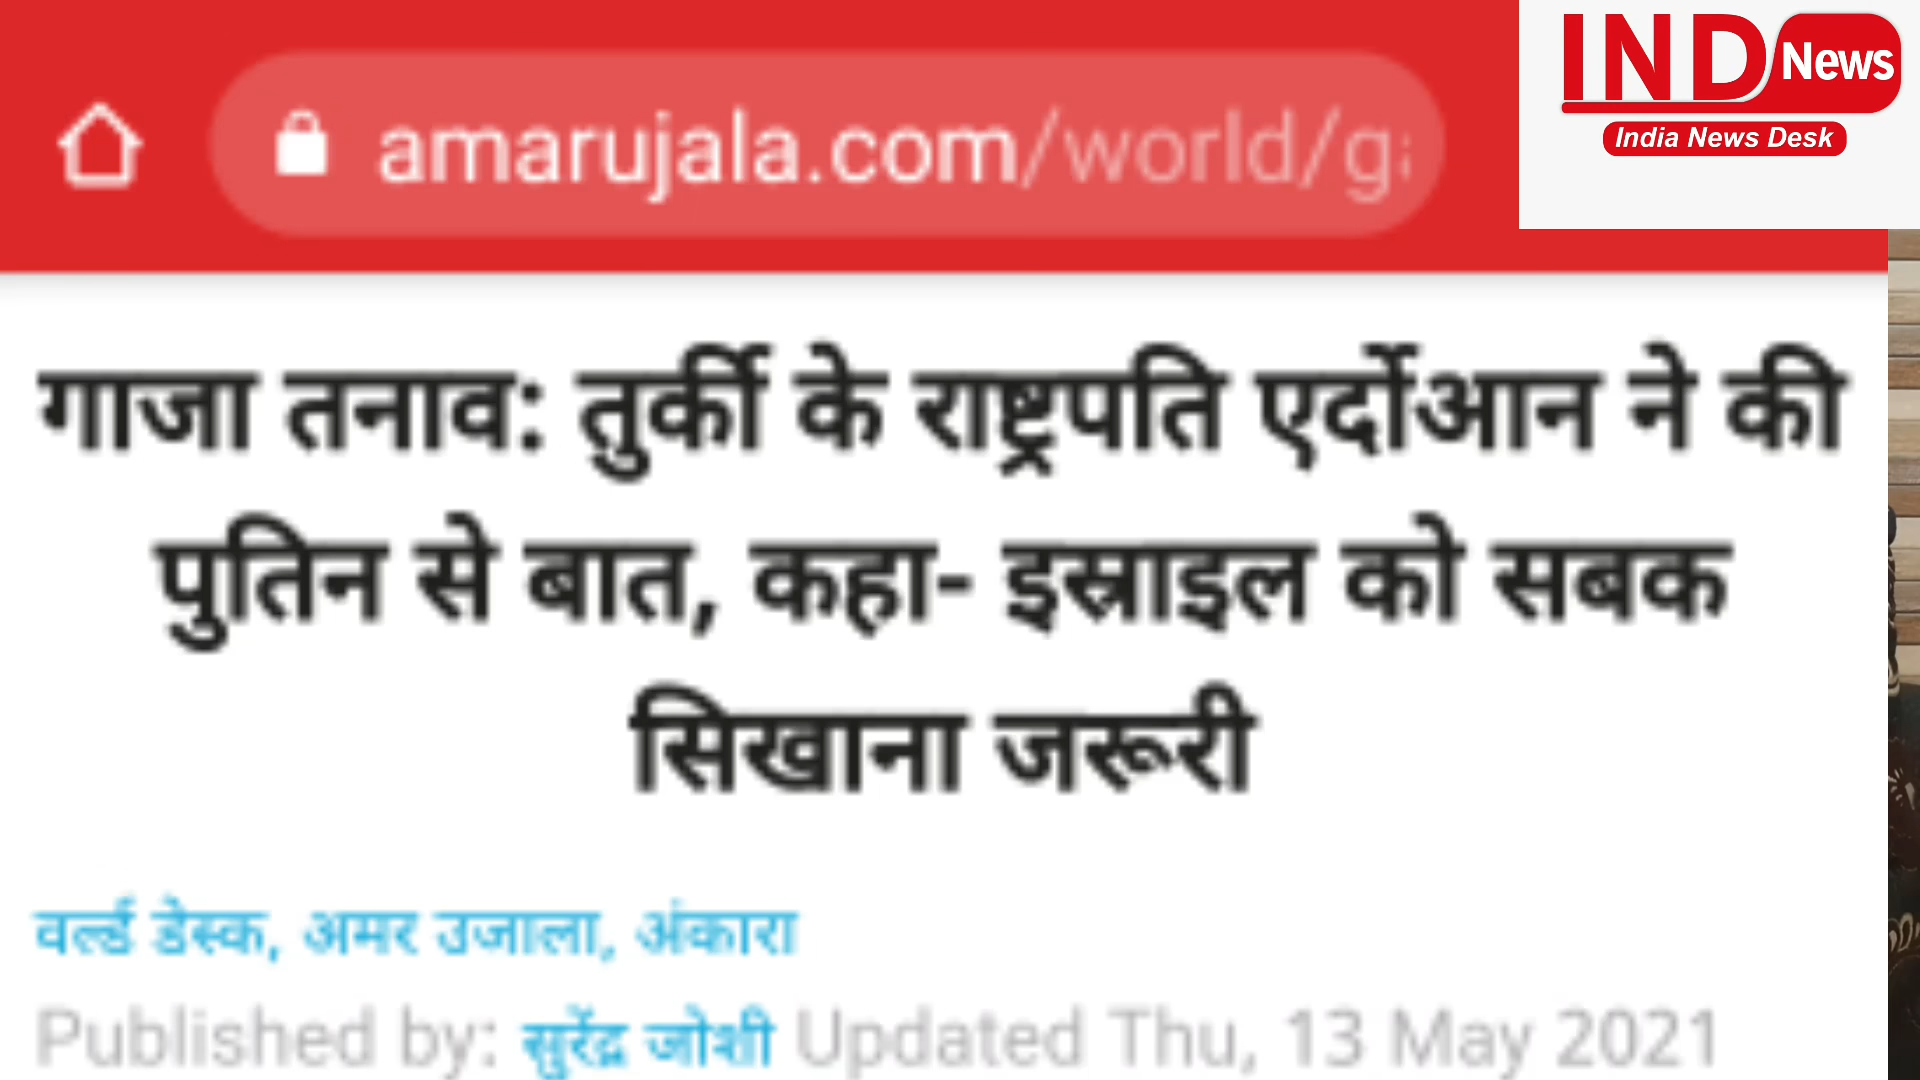 amarujala.com/world/ga
IND News
India News Desk
गाजा तनाव: तुर्की के राष्ट्रपति एर्दोआन ने की
पुतिन से बात, कहा- इस्राइल को सबक
सिखाना जरूरी
वर्ल्ड डेस्क, अमर उजाला, अंकारा
Published by: सुरेंद्र जोशी Updated Thu, 13 May 2021